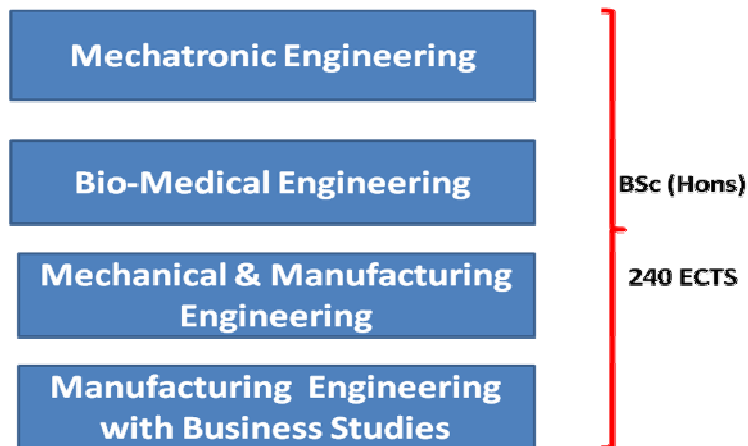 Mechatronic Engineering
Bio-Medical Engineering
BSc (Hons)
Mechanical & Manufacturing
Engineering
240 ECTS
Manufacturing Engineering
with Business Studies